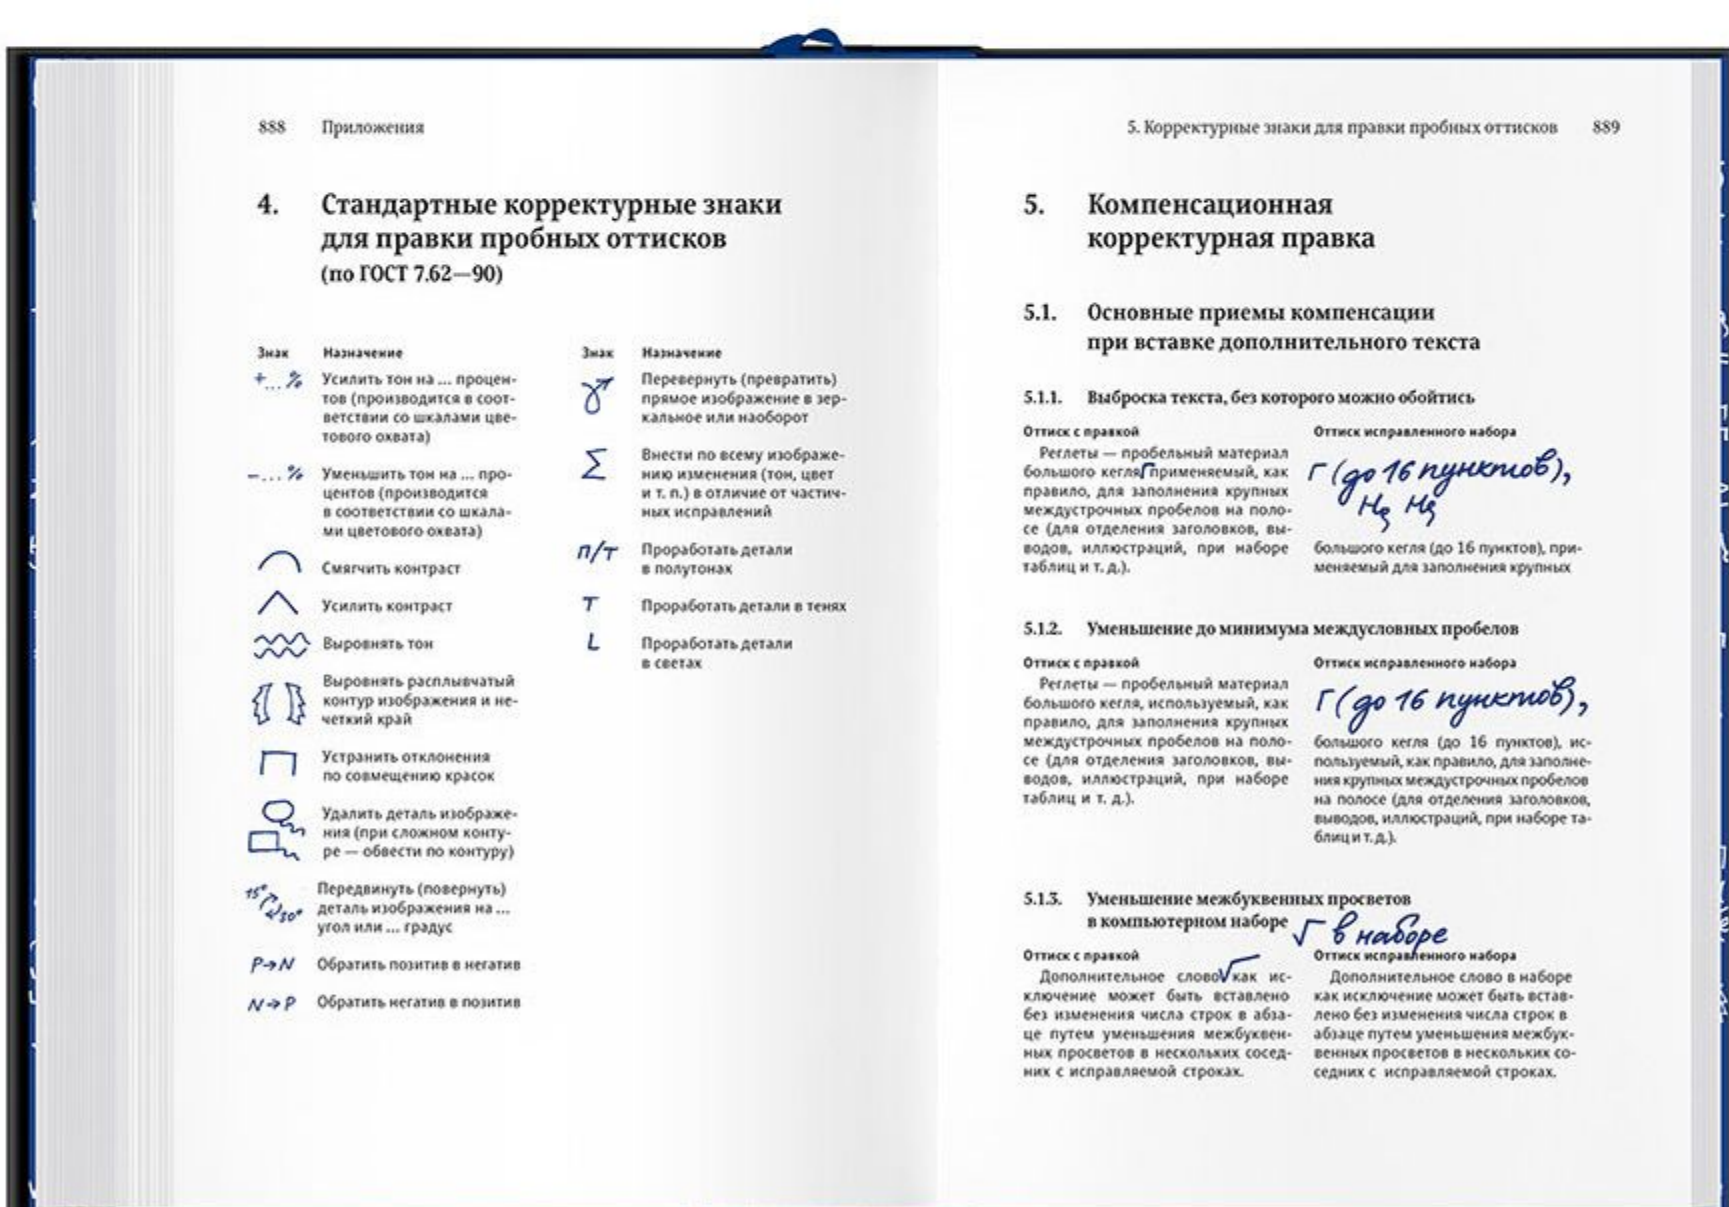 888 Приложения
4. Стандартные корректурные знаки
для правки пробных оттисков
(по ГОСТ 7.62—90)
Знак Назначение
+...% Усилить тон на ... процен-
тов (производится в соот-
ветствии со шкалами цве-
тового охвата)
−...% Уменьшить тон на ... про-
центов (производится
в соответствии со шкала-
ми цветового охвата)
Смягчить контраст
Усилить контраст
Выровнять тон
Выровнять расплывчатый
контур изображения и не-
четкий край
Устранить отклонения
по совмещению красок
Удалить деталь изображе-
ния (при сложном конту-
ре — обвести по контуру)
Передвинуть (повернуть)
деталь изображения на ...
угол или ... градус
P→N Обратить позитив в негатив
N→P Обратить негатив в позитив
Знак Назначение
Перевернуть (превратить)
прямое изображение в зер-
кальное или наоборот
Σ Внести по всему изображе-
нию изменения (тон, цвет
и т. п.) в отличие от частич-
ных исправлений
п/т Проработать детали
в полутонах
Т Проработать детали в тенях
L Проработать детали
в светах
5. Корректурные знаки для правки пробных оттисков 889
5. Компенсационная
корректурная правка
5.1. Основные приемы компенсации
при вставке дополнительного текста
5.1.1. Выброска текста, без которого можно обойтись
Оттиск с правкой
Реглеты — пробельный материал
большого кегля применяемый, как
правило, для заполнения крупных
междустрочных пробелов на поло-
се (для отделения заголовков, вы-
водов, иллюстраций, при наборе
таблиц и т. д.).
Оттиск исправленного набора
Г (до 16 пунктов),
большого кегля (до 16 пунктов), при-
меняемый для заполнения крупных
5.1.2. Уменьшение до минимума междусловных пробелов
Оттиск с правкой
Реглеты — пробельный материал
большого кегля, используемый, как
правило, для заполнения крупных
междустрочных пробелов на поло-
се (для отделения заголовков, вы-
водов, иллюстраций, при наборе
таблиц и т. д.).
Оттиск исправленного набора
Г (до 16 пунктов),
большого кегля (до 16 пунктов), ис-
пользуемый, как правило, для заполне-
ния крупных междустрочных пробелов
на полосе (для отделения заголовков,
выводов, иллюстраций, при наборе та-
блиц и т. д.).
5.1.3. Уменьшение межбуквенных просветов
в компьютерном наборе
√ в наборе
Оттиск с правкой
Дополнительное слово√как ис-
ключение может быть вставлено
без изменения числа строк в абза-
це путем уменьшения межбуквен-
ных просветов в нескольких сосед-
них с исправляемой строках.
Оттиск исправленного набора
Дополнительное слово в наборе
как исключение может быть встав-
лено без изменения числа строк в
абзаце путем уменьшения межбук-
венных просветов в нескольких со-
седних с исправляемой строках.